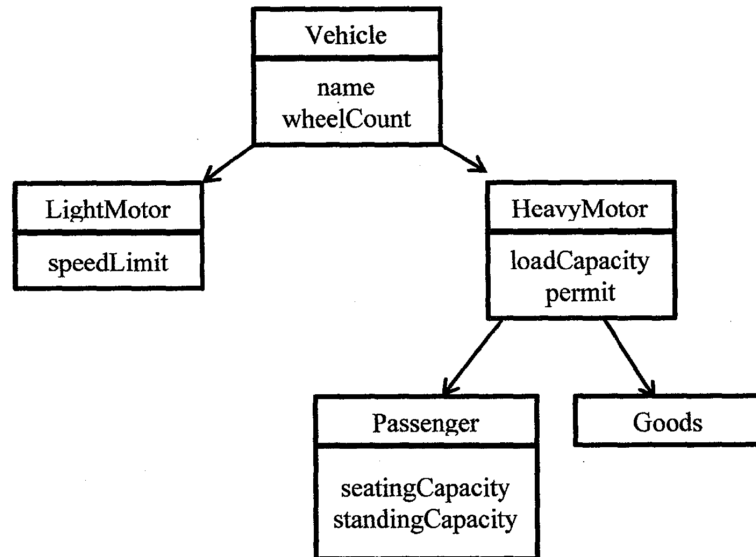 Vehicle
name
wheelCount
LightMotor
speedLimit
HeavyMotor
loadCapacity
permit
Passenger
seatingCapacity
standingCapacity
Goods